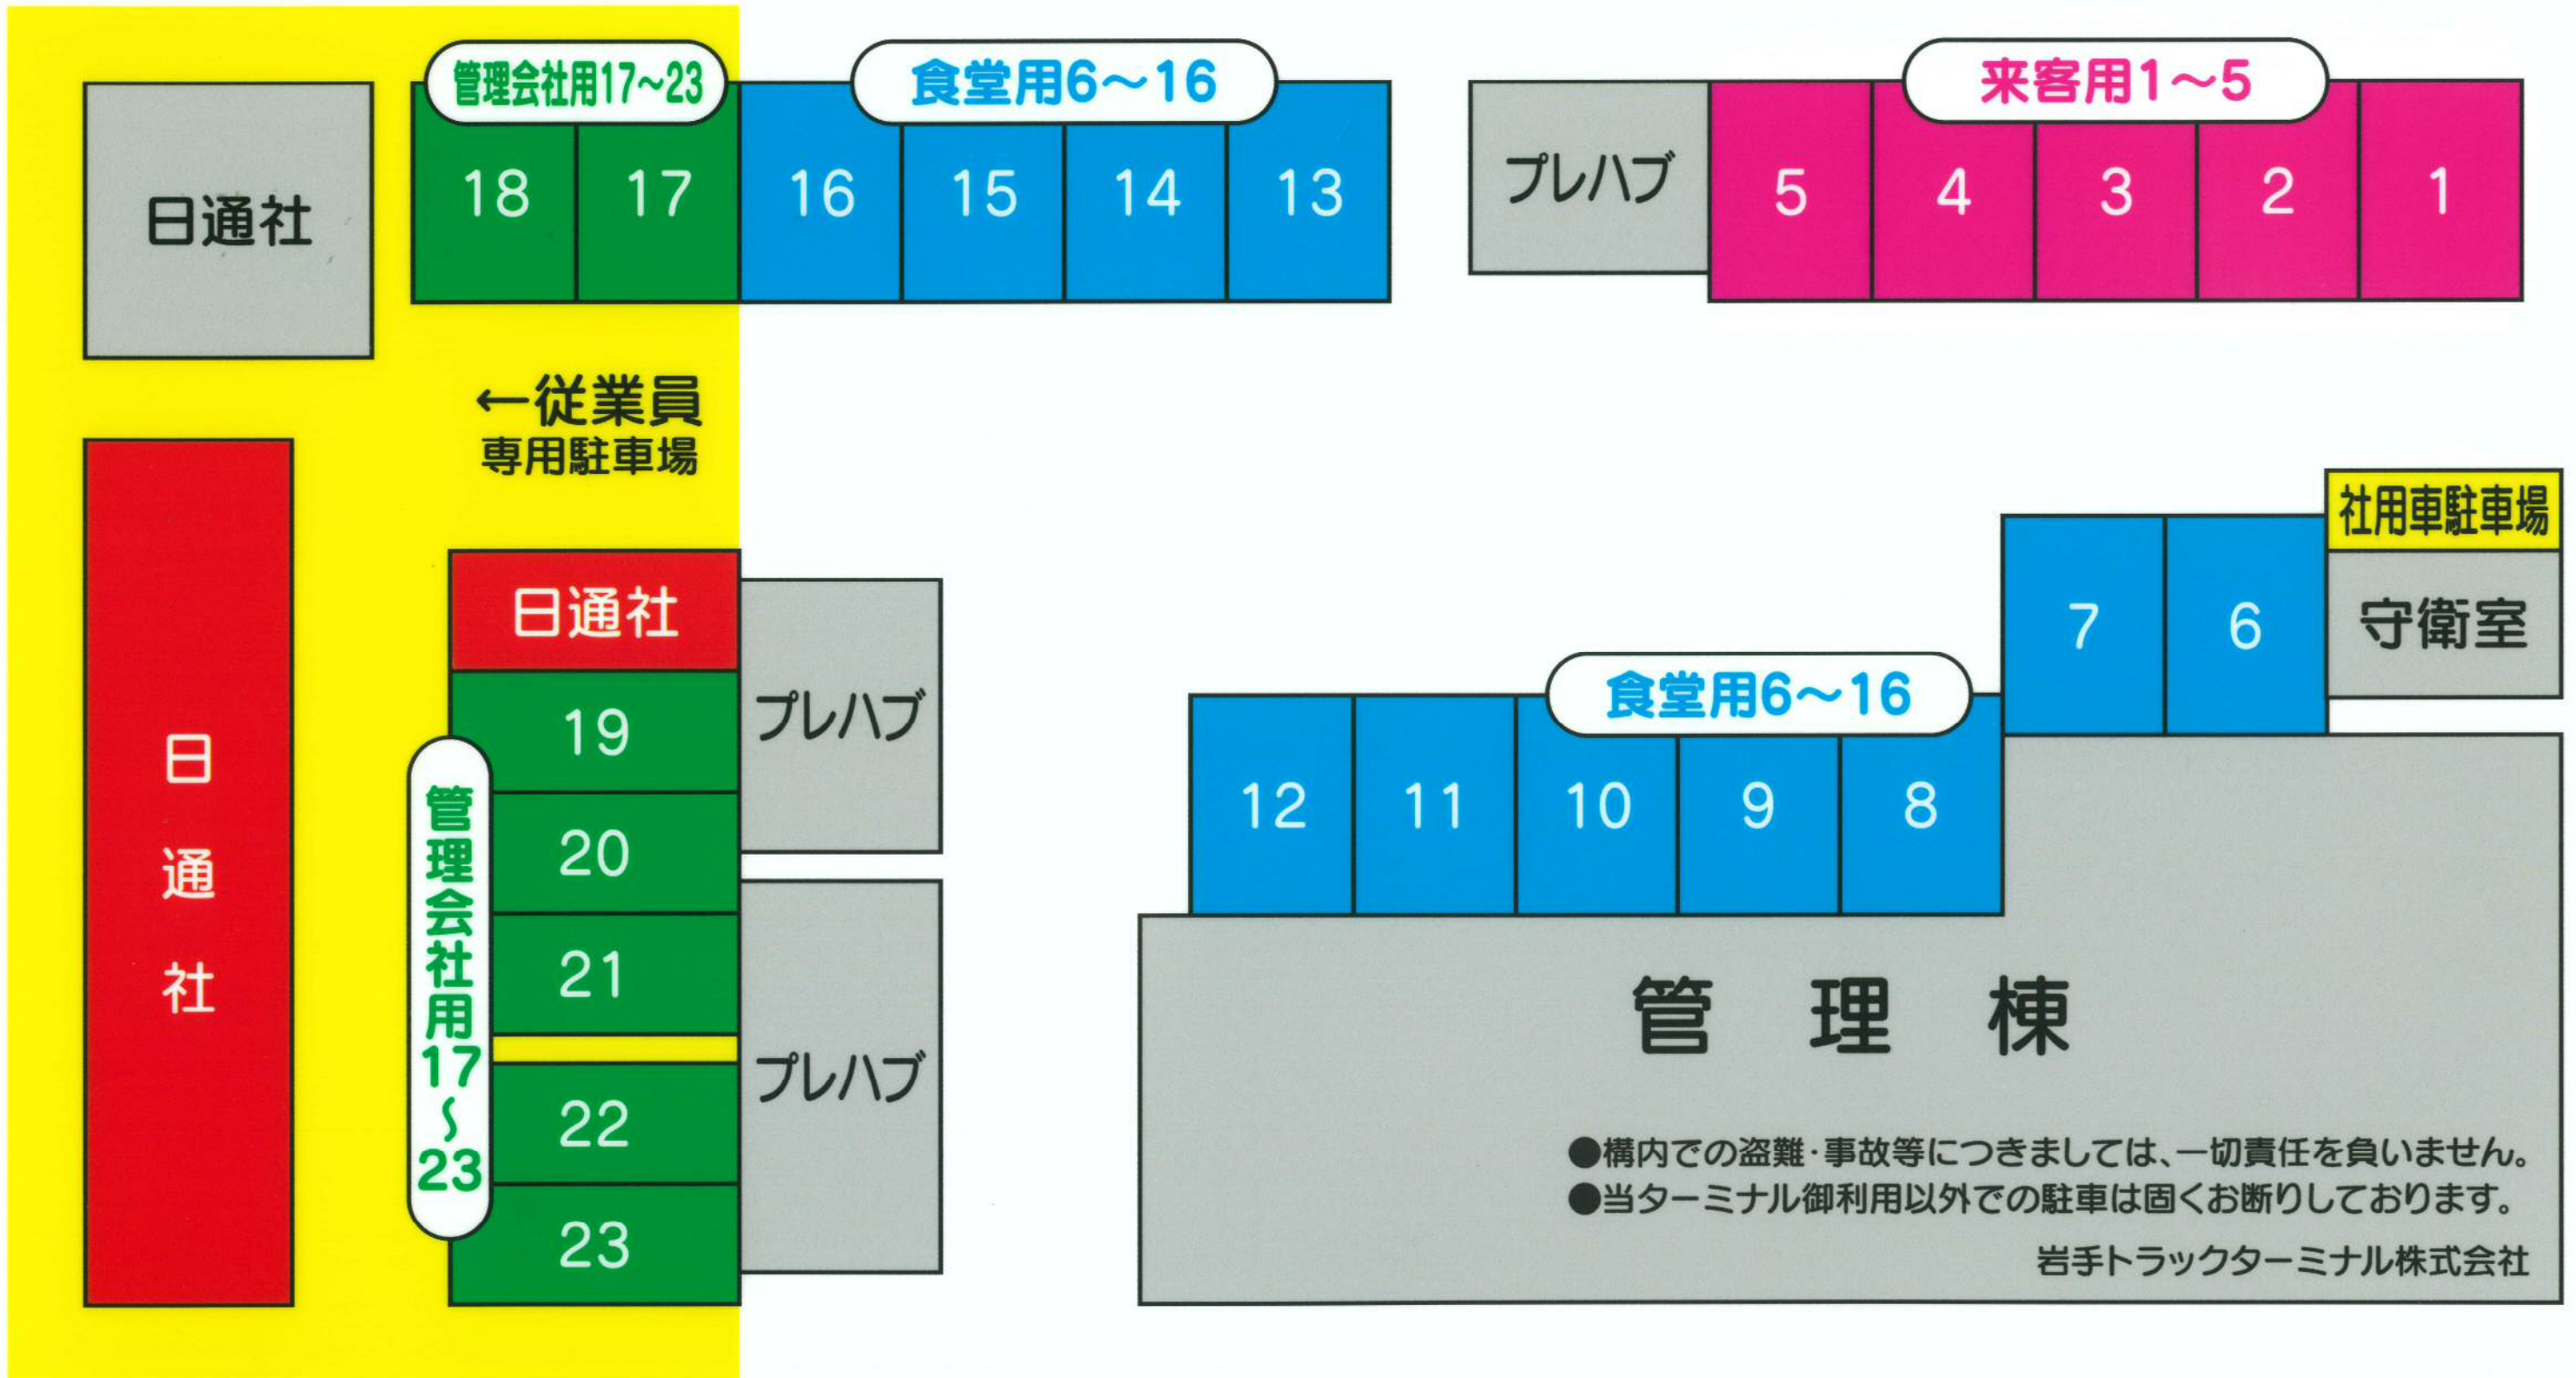 管理会社用17～23
食堂用6～16
来客用1～5
日通社
18
17
16
15
14
13
プレハブ
5
4
3
2
1
←従業員
専用駐車場
社用車駐車場
守衛室
7
6
日通社
日通社
19
20
21
22
23
管理会社用17～23
プレハブ
プレハブ
食堂用6～16
12
11
10
9
8
管理棟
●構内での盗難･事故等につきましては､一切責任を負いません。
●当ターミナル御利用以外での駐車は固くお断りしております。
岩手トラックターミナル株式会社